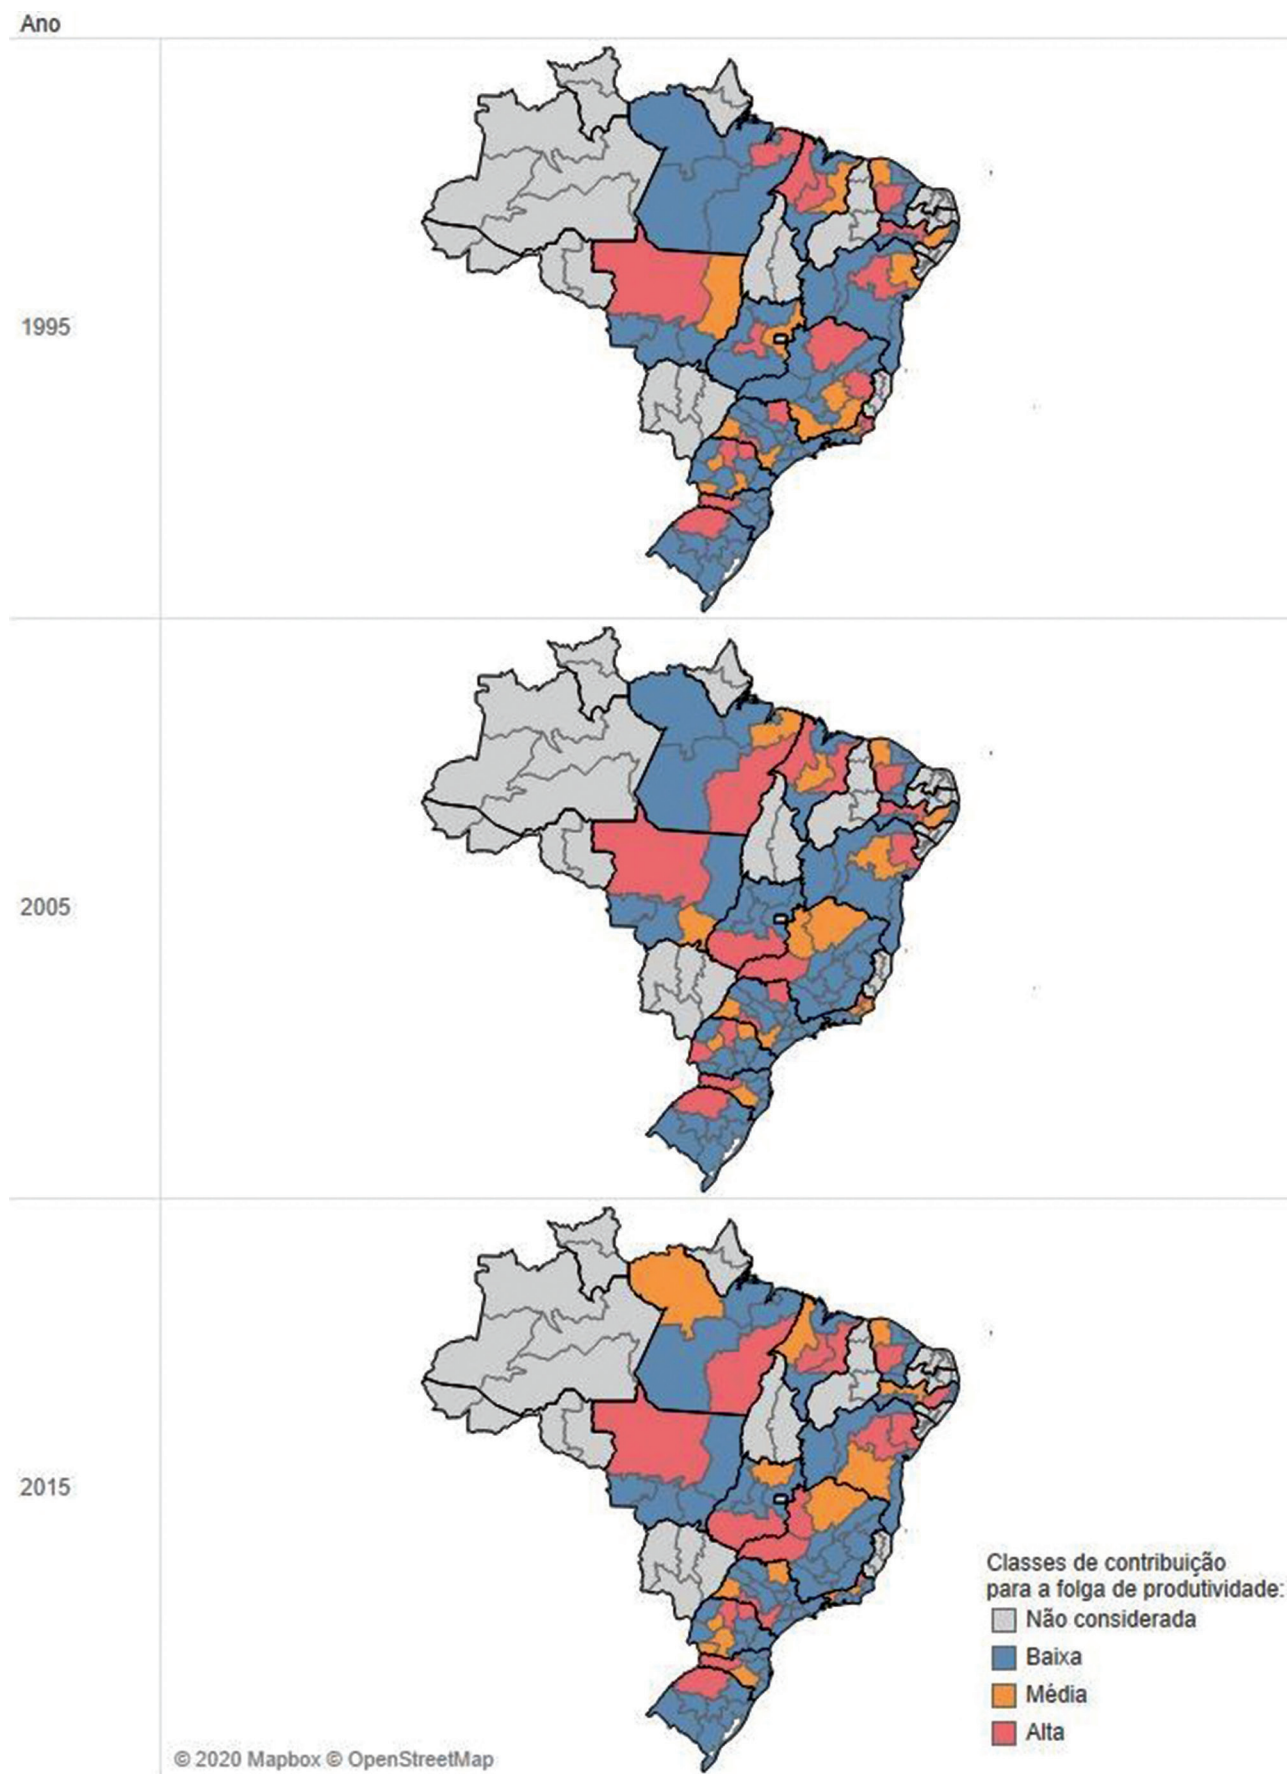 Ano
1995
2005
2015
Classes de contribuição
para a folga de produtividade:
Não considerada
Baixa
Média
Alta
© 2020 Mapbox © OpenStreetMap